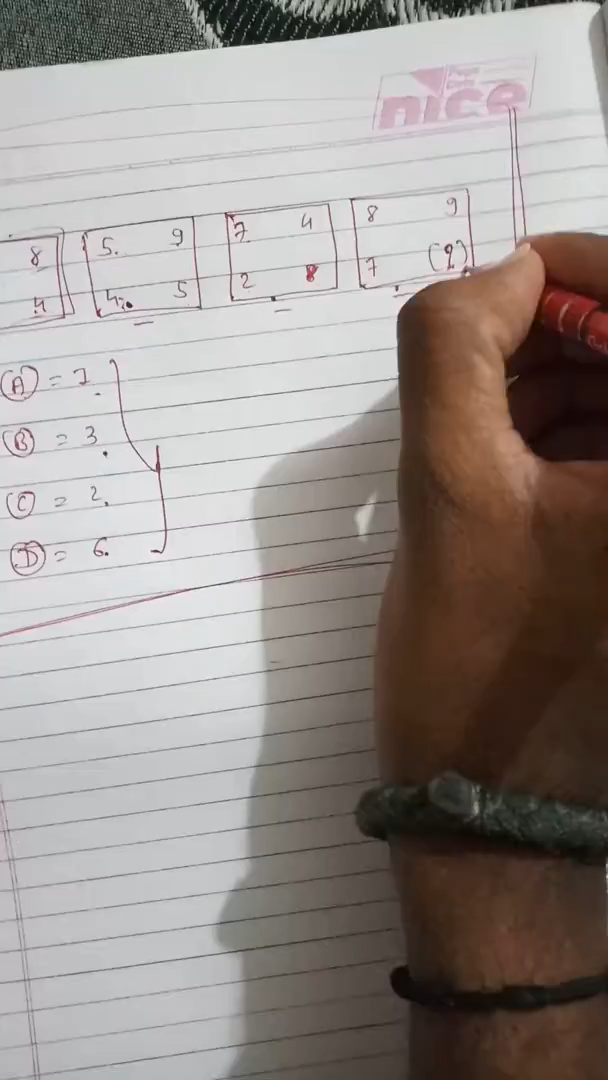 nice
8 5. 9 7 4 8 9
4 4. 5 2 8 7 (?)
(A) = 7.
(B) = 3.
(C) = 2.
(D) = 6.